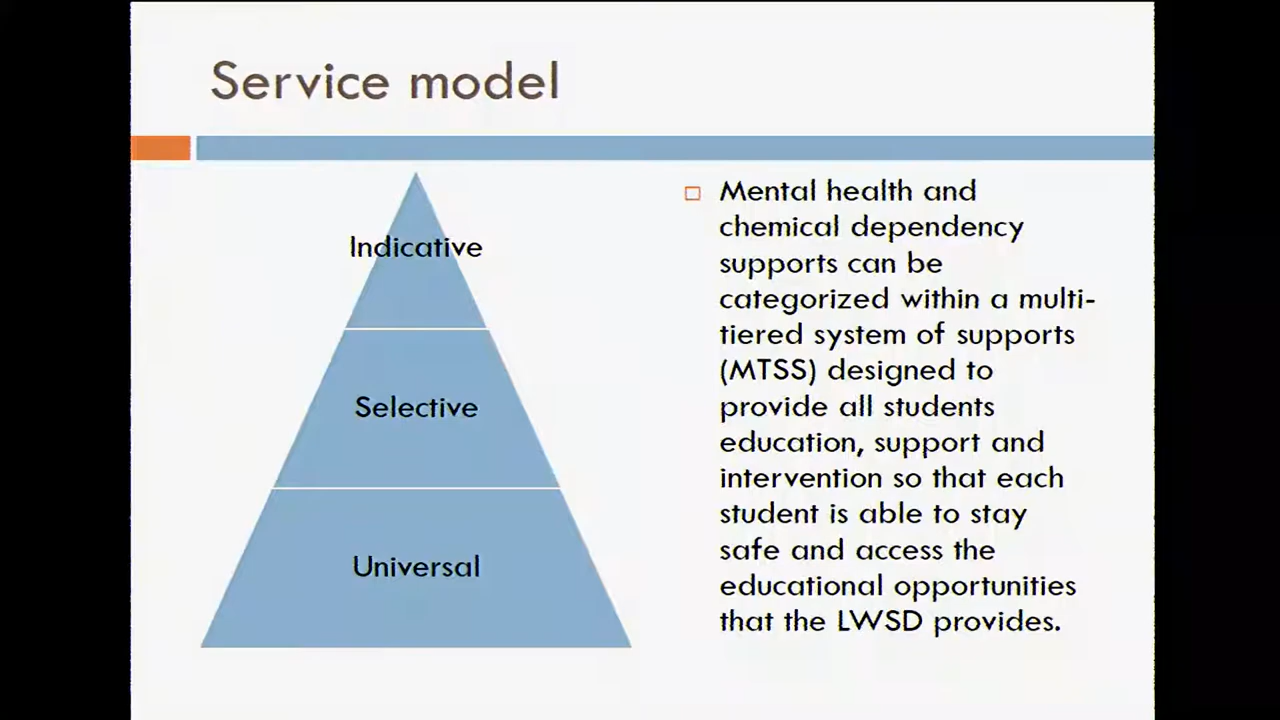 Service model
Indicative
Selective
Universal
Mental health and
chemical dependency
supports can be
categorized within a multi-
tiered system of supports
(MTSS) designed to
provide all students
education, support and
intervention so that each
student is able to stay
safe and access the
educational opportunities
that the LWSD provides.